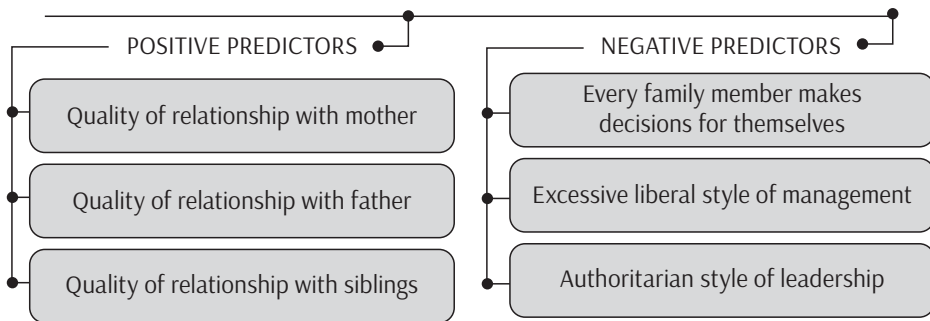 POSITIVE PREDICTORS
Quality of relationship with mother
Quality of relationship with father
Quality of relationship with siblings
NEGATIVE PREDICTORS
Every family member makes
decisions for themselves
Excessive liberal style of management
Authoritarian style of leadership